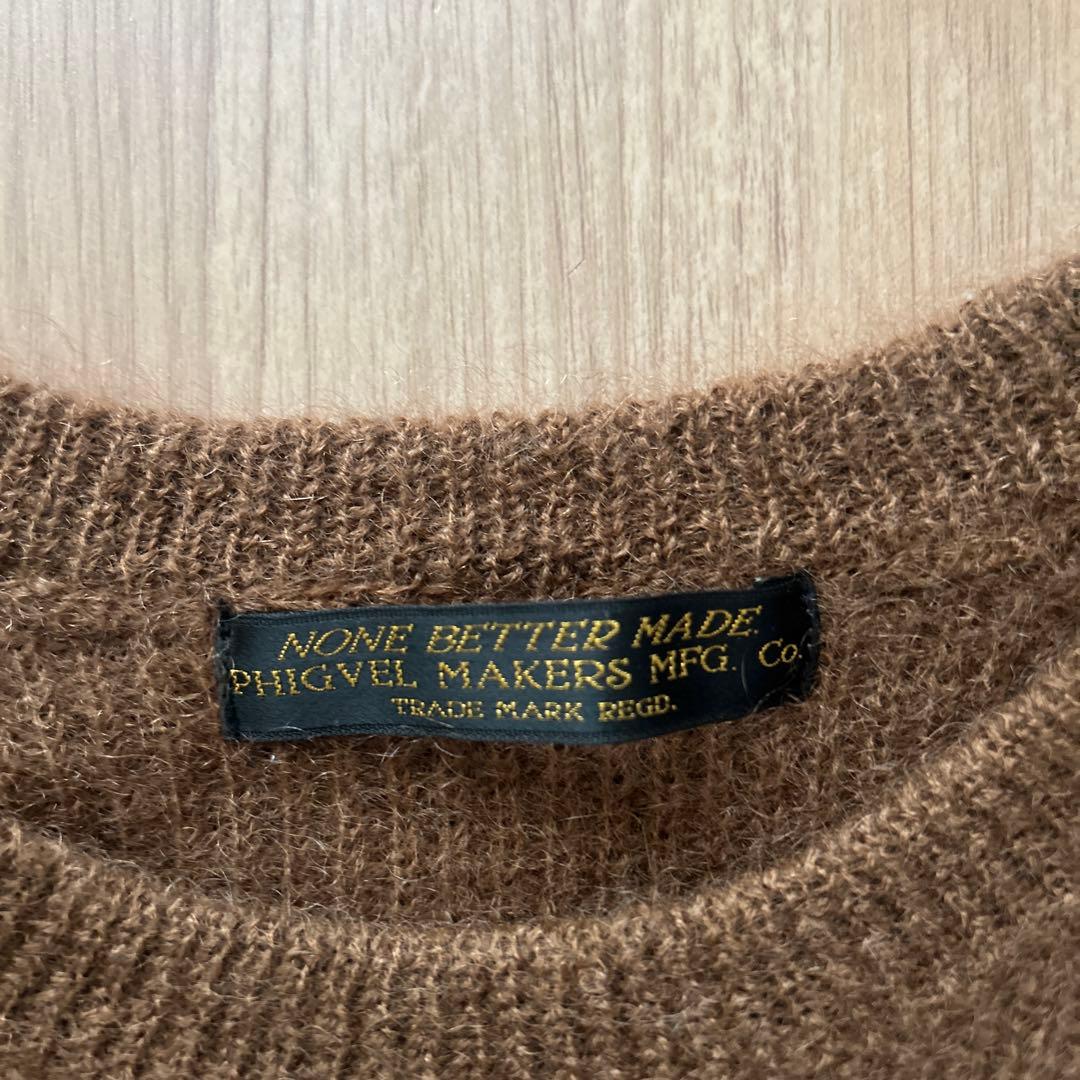 NONE BETTER MADE.
PHIGVEL MAKERS MFG. Co.
TRADE MARK REGD.